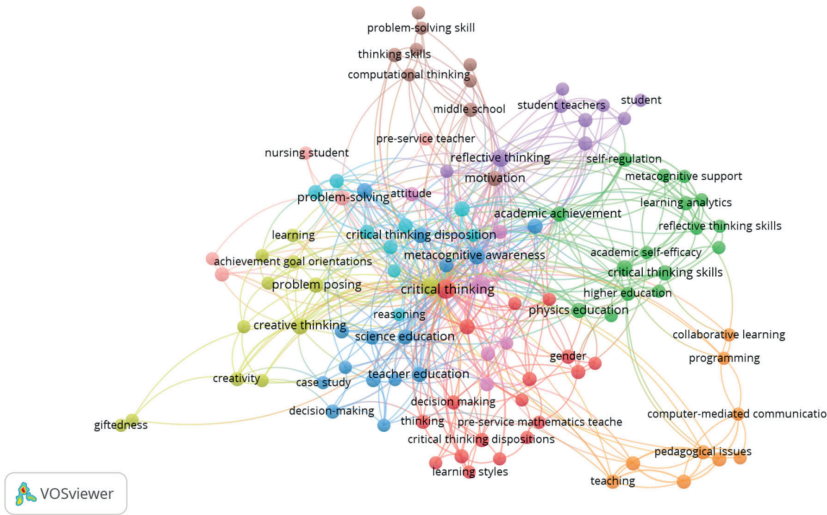 problem-solving skill
thinking skills
computational thinking
middle school
student teachers
student
pre-service teacher
nursing student
reflective thinking
self-regulation
motivation
metacognitive support
problem-solving
attitude
learning analytics
academic achievement
reflective thinking skills
learning
critical thinking disposition
metacognitive awareness
academic self-efficacy
achievement goal orientations
critical thinking skills
problem posing
critical thinking
higher education
physics education
reasoning
creative thinking
science education
collaborative learning
gender
programming
creativity
case study
teacher education
decision making
decision-making
computer-mediated communicatio
giftedness
thinking
pre-service mathematics teache
critical thinking dispositions
pedagogical issues
learning styles
teaching
VOSviewer